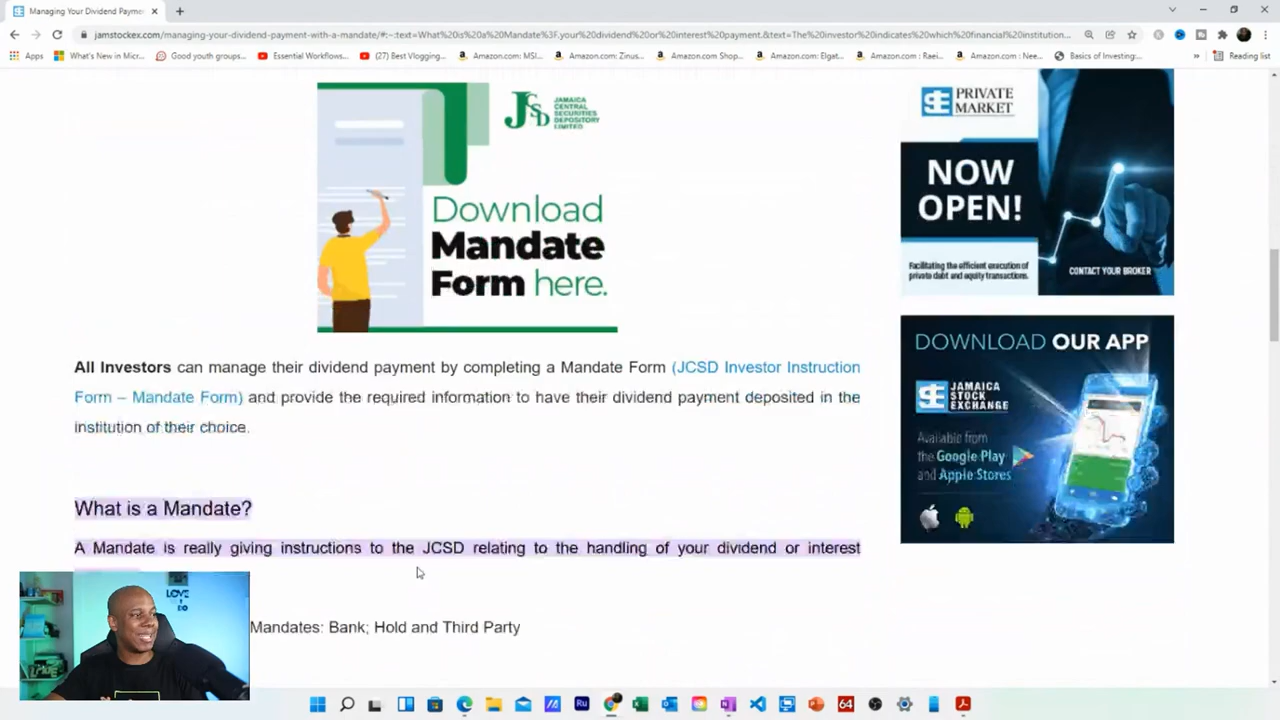 Managing Your Dividend Payme
jamstockex.com/managing-your-dividend-payment-with-a-mandate/#:~:text=What%20is%20a%20Mandate%3F,your%20dividend%20or%20interest%20payment.&text=The%20investor%20indicates%20which%20financial%20institution...
Apps
What's New in Micr...
Good youth groups...
Essential Workflows...
(27) Best Vlogging...
Amazon.com: MSI...
Amazon.com: Zinus...
Amazon.com Shop...
Amazon.com: Elgat...
Amazon.com : Raei...
Amazon.com : Nee...
Basics of Investing:...
»
Reading list
JCSD
JAMAICA
CENTRAL
SECURITIES
DEPOSITORY
LIMITED
Download
Mandate
Form here.
PRIVATE
MARKET
NOW
OPEN!
Facilitating the efficient execution of
private debt and equity transactions.
CONTACT YOUR BROKER
All Investors can manage their dividend payment by completing a Mandate Form (JCSD Investor Instruction
Form – Mandate Form) and provide the required information to have their dividend payment deposited in the
institution of their choice.
DOWNLOAD OUR APP
JAMAICA
STOCK
EXCHANGE
Available from
the Google Play
and Apple Stores
What is a Mandate?
A Mandate is really giving instructions to the JCSD relating to the handling of your dividend or interest
Mandates: Bank; Hold and Third Party
LOVE
DO
Ru
64